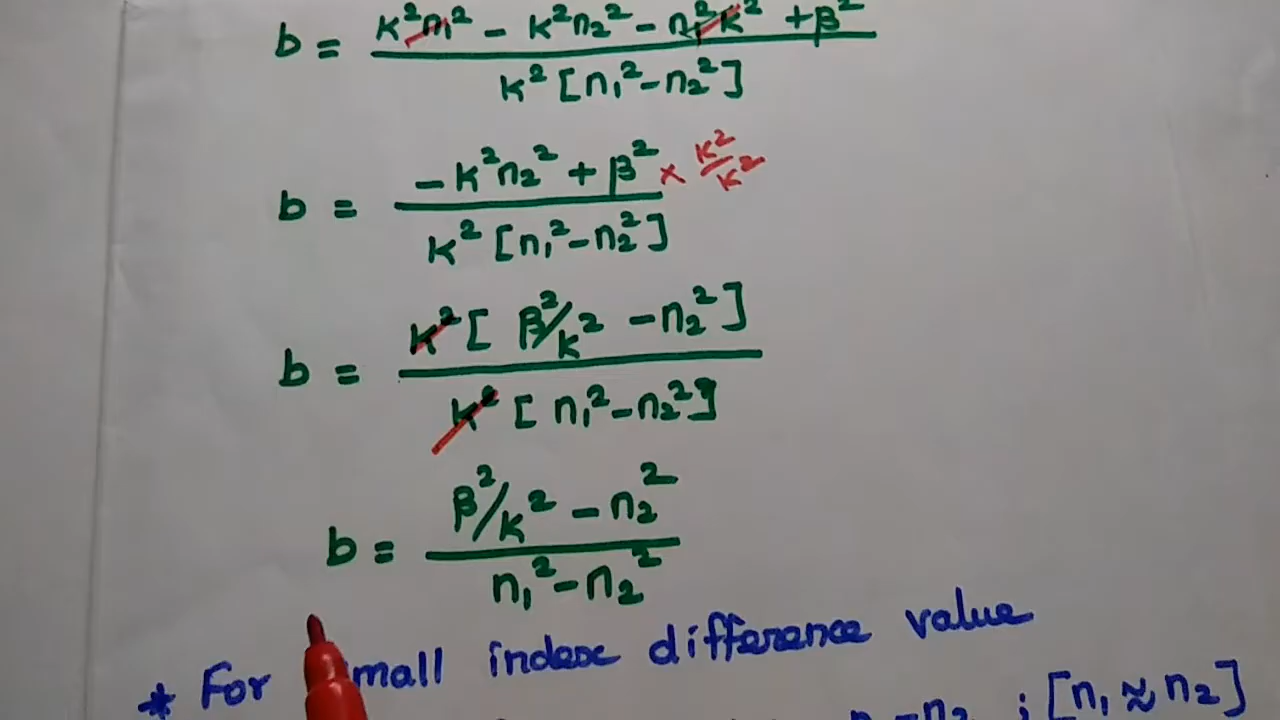 b = K²n₁² - K²n₂² - n₁²K² + β² / K² [n₁² - n₂²]
b = -K²n₂² + β² / K² [n₁² - n₂²] × K²/K²
b = K² [β²/K² - n₂²] / K² [n₁² - n₂²]
b = β²/K² - n₂² / n₁² - n₂²
* For small index difference value
n₂ ; [n₁ ≈ n₂]